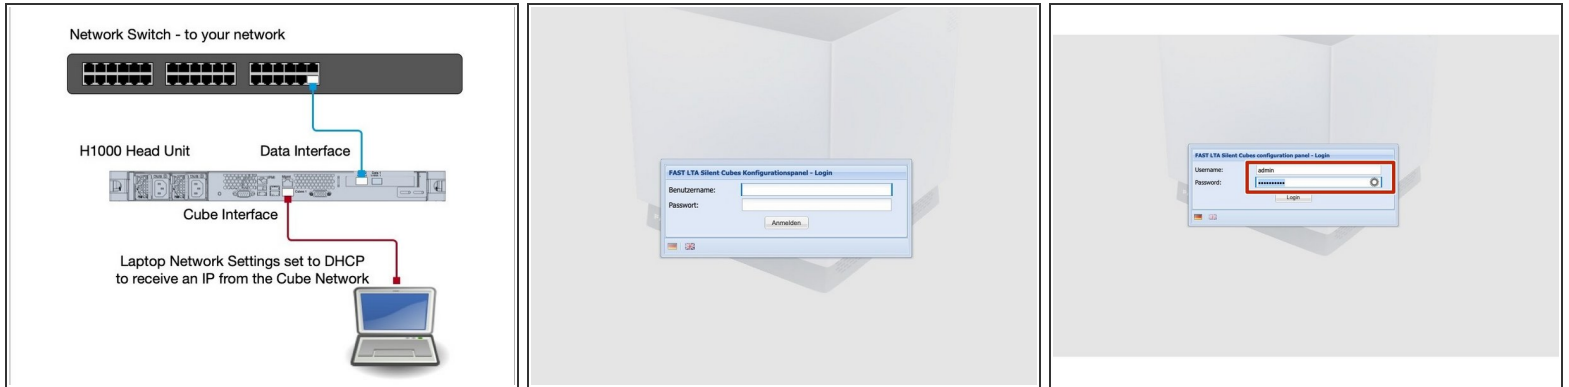 Network Switch - to your network
H1000 Head Unit
Data Interface
Cube Interface
Laptop Network Settings set to DHCP
to receive an IP from the Cube Network
FAST LTA Silent Cubes Konfigurationspanel - Login
Benutzername:
Passwort:
Anmelden
FAST LTA Silent Cubes configuration panel - Login
Username:
admin
Password:
Login